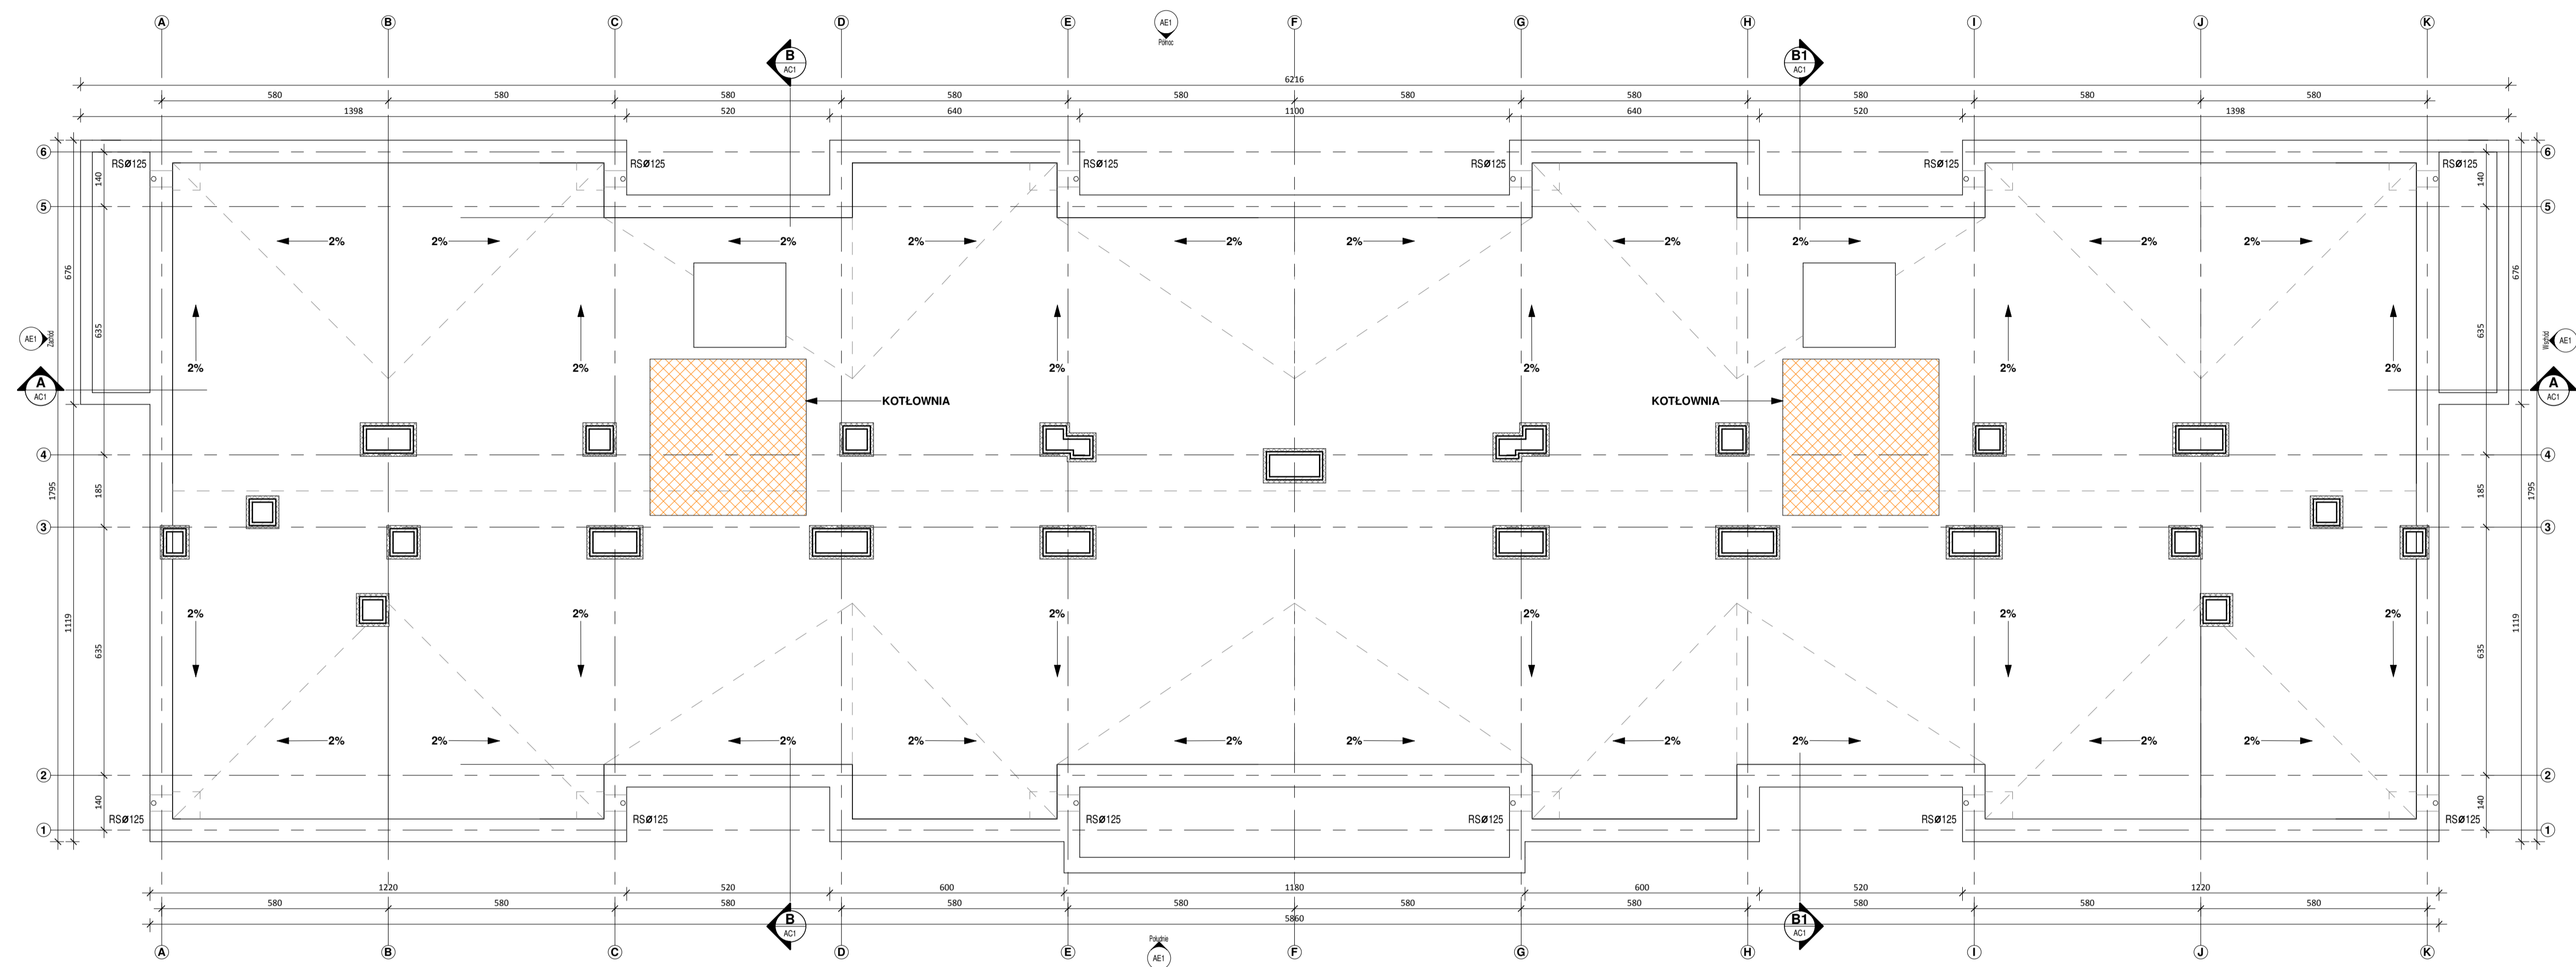 A B C D E F G H I J K
AE1
Północ
B
AC1
B1
AC1
6216
580 580 580 580 580 580 580 580 580 580
1398 520 640 1100 640 520 1398
6 RSØ125 RSØ125 RSØ125 RSØ125 RSØ125 RSØ125 6
140 140
5 5
2% 2% 2% 2% 2% 2% 2% 2% 2% 2%
676 676
635 635
AE1 Zachód
Wschód AE1
2% 2% 2% 2% 2% 2%
A
AC1
A
AC1
KOTŁOWNIA KOTŁOWNIA
4 4
1795 185 185 1795
3 3
2% 2% 2% 2% 2% 2%
1119 1119
635 635
2% 2% 2% 2% 2% 2% 2% 2% 2% 2%
2 2
140 140
RSØ125 RSØ125 RSØ125 RSØ125 RSØ125 RSØ125
1 1
1220 520 600 1180 600 520 1220
580 580 580 580 580 580 580 580 580 580
5860
B
AC1
B1
AC1
Południe
AE1
A B C D E F G H I J K